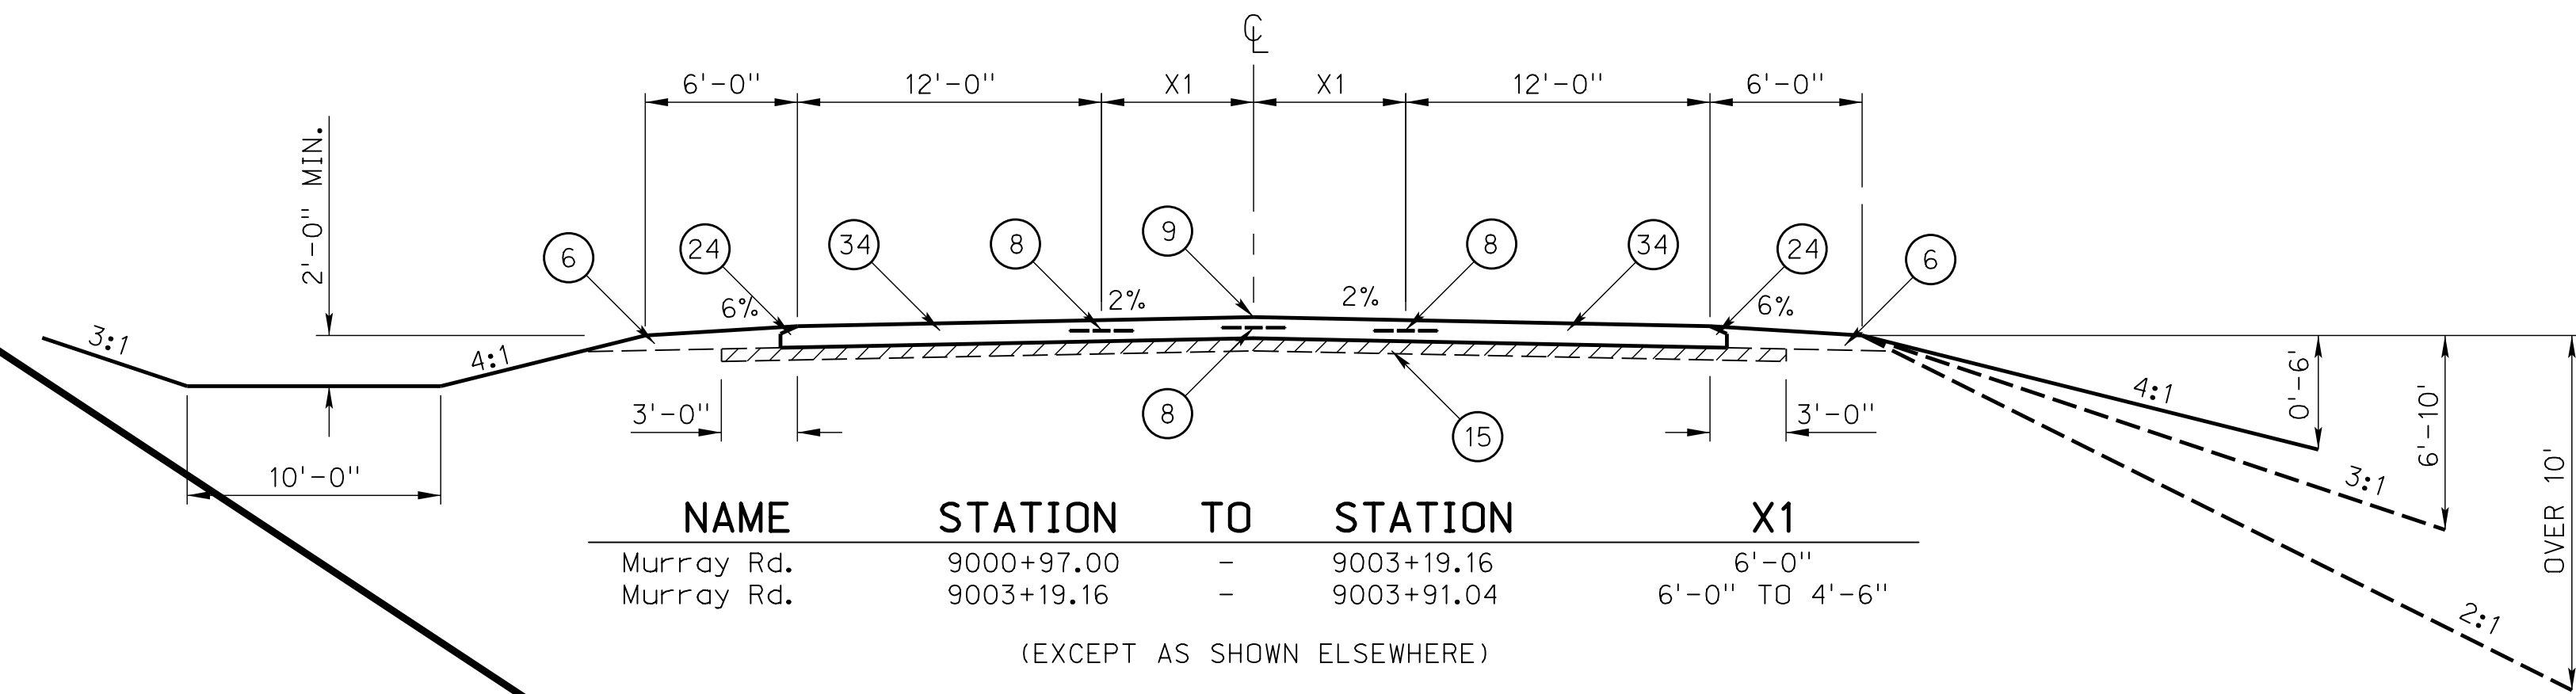 ℄
6'-0" 12'-0" X1 X1 12'-0" 6'-0"
2'-0" MIN.
6 24 34 8 9 8 34 24 6
6% 2% 2% 6%
3:1 4:1
4:1
3:1
2:1
0'-6'
6'-10'
OVER 10'
3'-0" 8 15 3'-0"
10'-0"
NAME STATION TO STATION X1
Murray Rd. 9000+97.00 - 9003+19.16 6'-0"
Murray Rd. 9003+19.16 - 9003+91.04 6'-0" TO 4'-6"
(EXCEPT AS SHOWN ELSEWHERE)